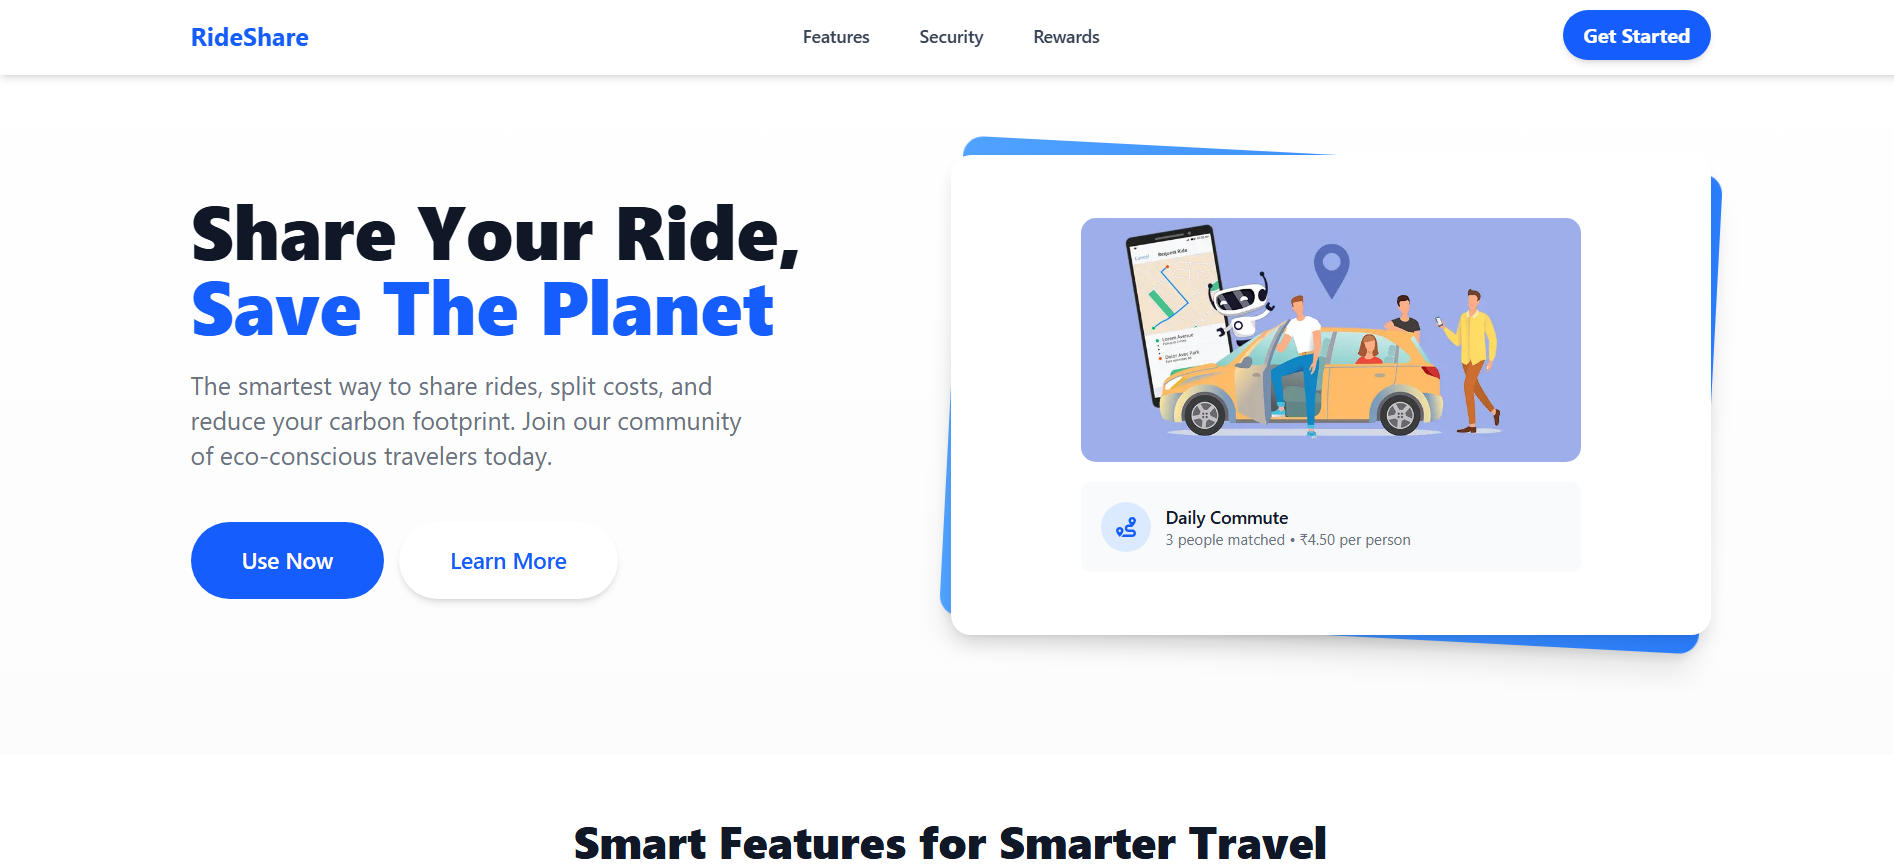 RideShare
Features
Security
Rewards
Get Started
Share Your Ride,
Save The Planet
The smartest way to share rides, split costs, and
reduce your carbon footprint. Join our community
of eco-conscious travelers today.
Use Now
Learn More
Cancel
Request Ride
Lorem Avenue
Dolor Avec Park
Daily Commute
3 people matched • ₹4.50 per person
Smart Features for Smarter Travel